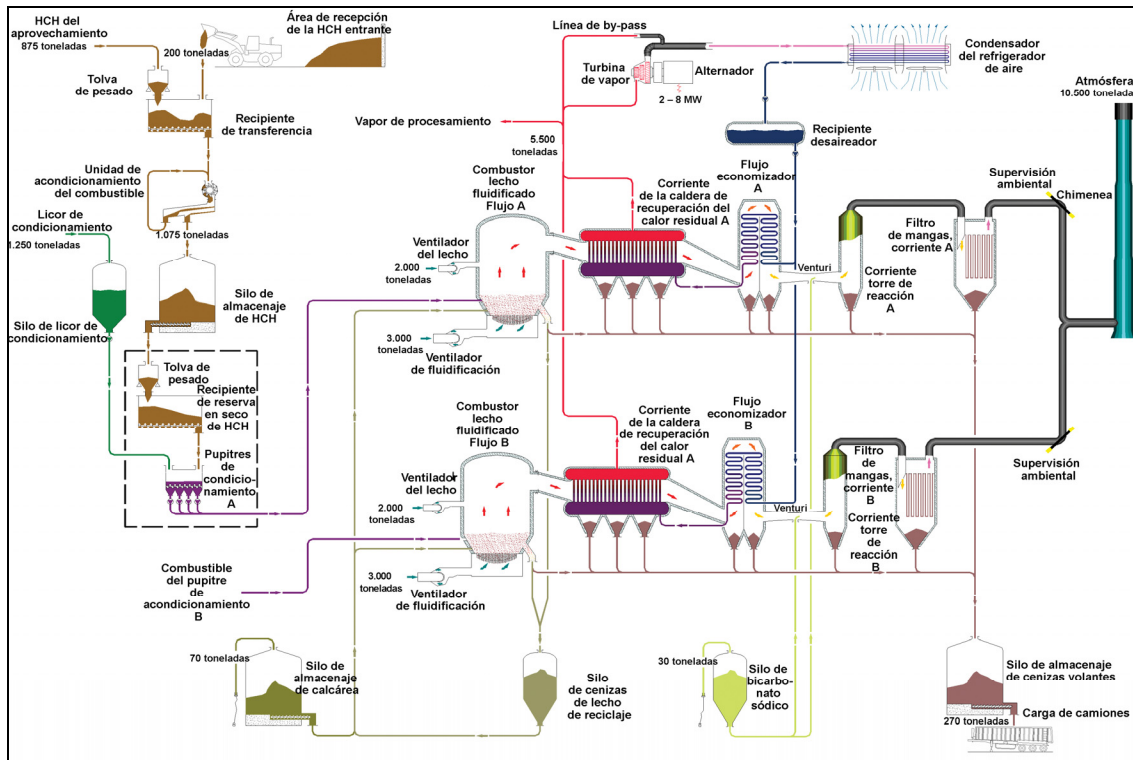 HCH del
aprovechamiento
875 toneladas
200 toneladas
Área de recepción
de la HCH entrante
Tolva
de pesado
Recipiente
de transferencia
Unidad de
acondicionamiento
del combustible
Licor de
condicionamiento
1.250 toneladas
1.075 toneladas
Silo de
almacenaje
de HCH
Silo de licor de
condicionamiento
Tolva de
pesado
Recipiente
de reserva
en seco
de HCH
Pupitres de
condicio-
namiento
A
Línea de by-pass
Turbina
de vapor
Alternador
2 – 8 MW
Condensador
del refrigerador
de aire
Atmósfera
10.500 tonelada
Vapor de procesamiento
5.500
toneladas
Recipiente
desaireador
Combustor
lecho
fluidificado
Flujo A
Corriente
de la caldera de
recuperación del
calor residual A
Flujo
economizador
A
Supervisión
ambiental
Chimenea
Filtro
de mangas,
corriente A
Ventilador
del lecho
2.000
toneladas
Venturi
Corriente
torre de
reacción
A
3.000
toneladas
Ventilador
de fluidificación
Combustor
lecho
fluidificado
Flujo B
Corriente
de la caldera
de recuperación
del calor
residual A
Flujo
economizador
B
Filtro
de
mangas,
corriente
B
Supervisión
ambiental
Ventilador
del lecho
2.000
toneladas
Venturi
Corriente
torre
de
reacción
B
3.000
toneladas
Ventilador
de fluidificación
Combustible
del pupitre
de
acondicionamiento
B
70 toneladas
Silo de
almacenaje
de calcárea
Silo
de cenizas
de lecho
de reciclaje
30 toneladas
Silo de
bicarbo-
nato
sódico
Silo de almacenaje
de cenizas volantes
270 toneladas
Carga de camiones